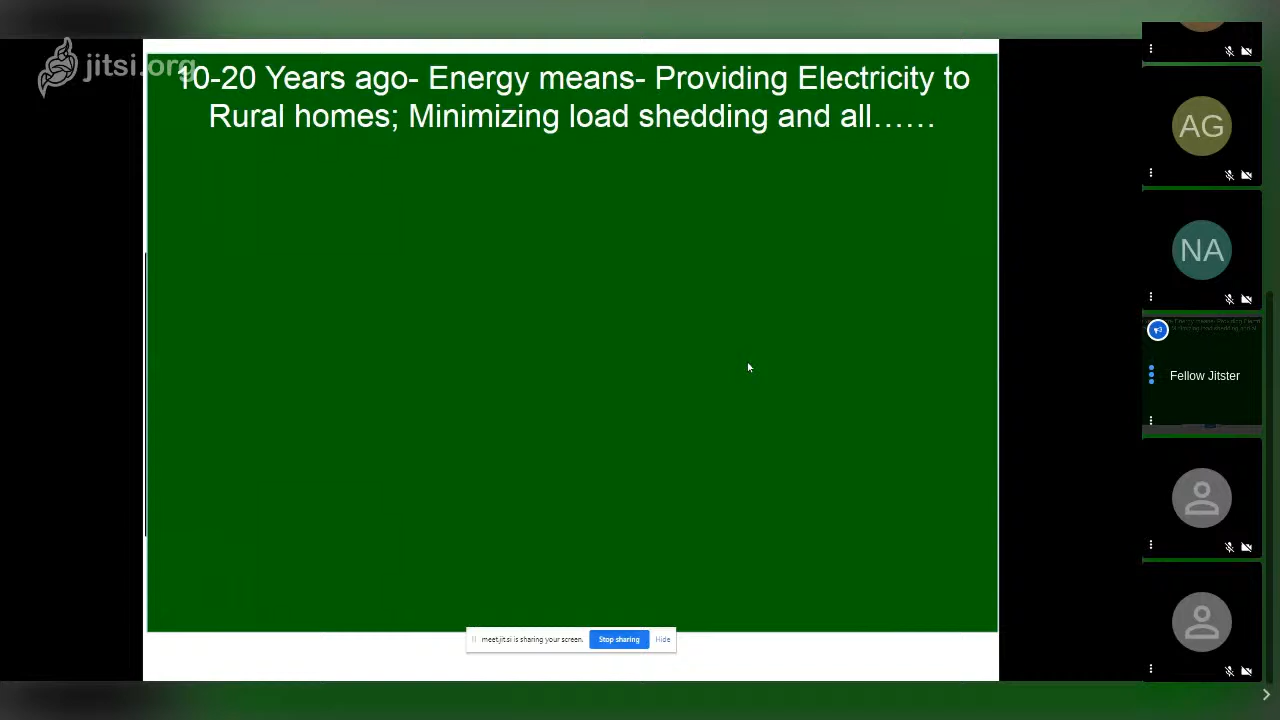 jitsi.org
10-20 Years ago- Energy means- Providing Electricity to
Rural homes; Minimizing load shedding and all……
AG
NA
Fellow Jitster
meet.jit.si is sharing your screen.
Stop sharing
Hide